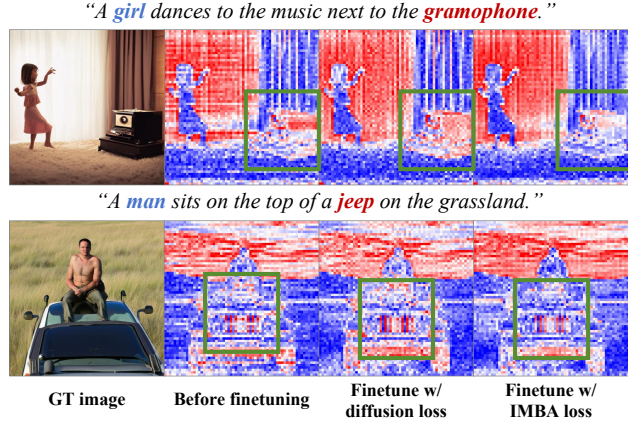 “A girl dances to the music next to the gramophone.”
“A man sits on the top of a jeep on the grassland.”
GT image Before finetuning Finetune w/ diffusion loss Finetune w/ IMBA loss